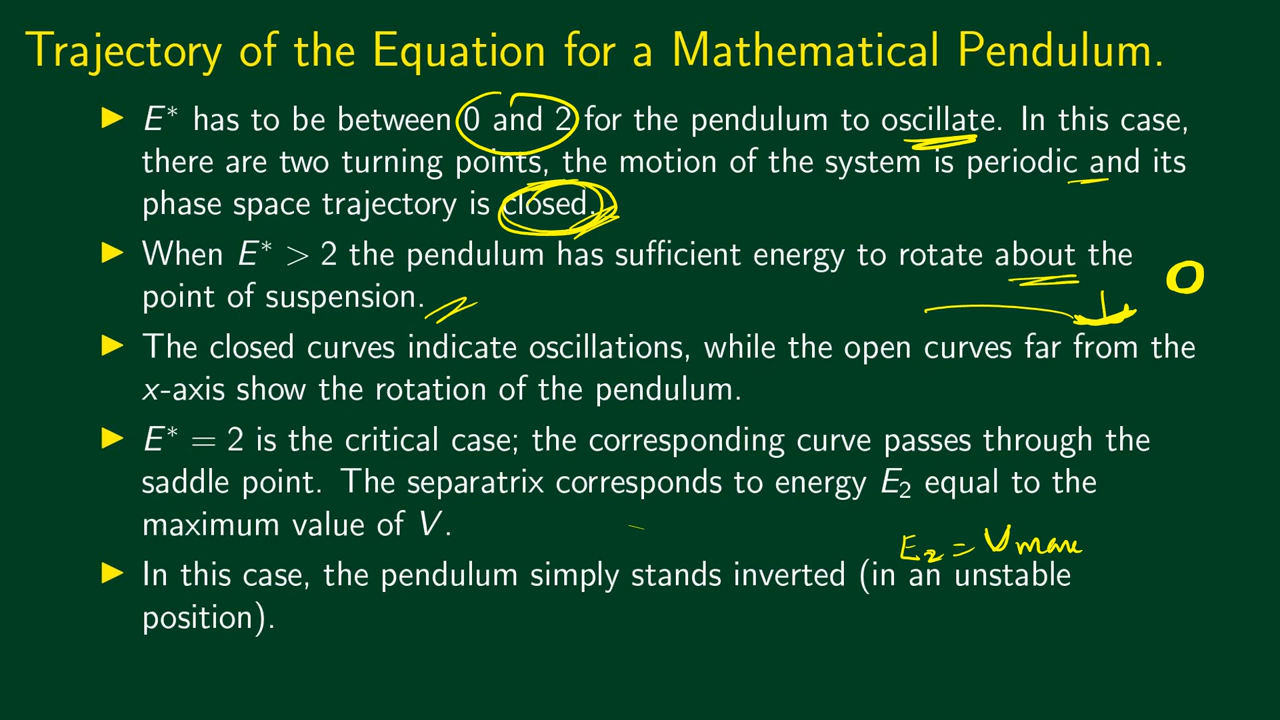 Trajectory of the Equation for a Mathematical Pendulum.
▶ E* has to be between 0 and 2 for the pendulum to oscillate. In this case,
there are two turning points, the motion of the system is periodic and its
phase space trajectory is closed.
▶ When E* > 2 the pendulum has sufficient energy to rotate about the
point of suspension.
O
▶ The closed curves indicate oscillations, while the open curves far from the
x-axis show the rotation of the pendulum.
▶ E* = 2 is the critical case; the corresponding curve passes through the
saddle point. The separatrix corresponds to energy E₂ equal to the
maximum value of V.
E₂ = Vmax
▶ In this case, the pendulum simply stands inverted (in an unstable
position).